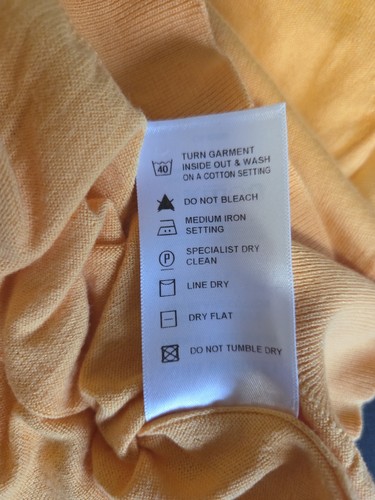 TURN GARMENT
INSIDE OUT & WASH
40
ON A COTTON SETTING
DO NOT BLEACH
MEDIUM IRON
SETTING
SPECIALIST DRY
P
CLEAN
LINE DRY
DRY FLAT
DO NOT TUMBLE DRY